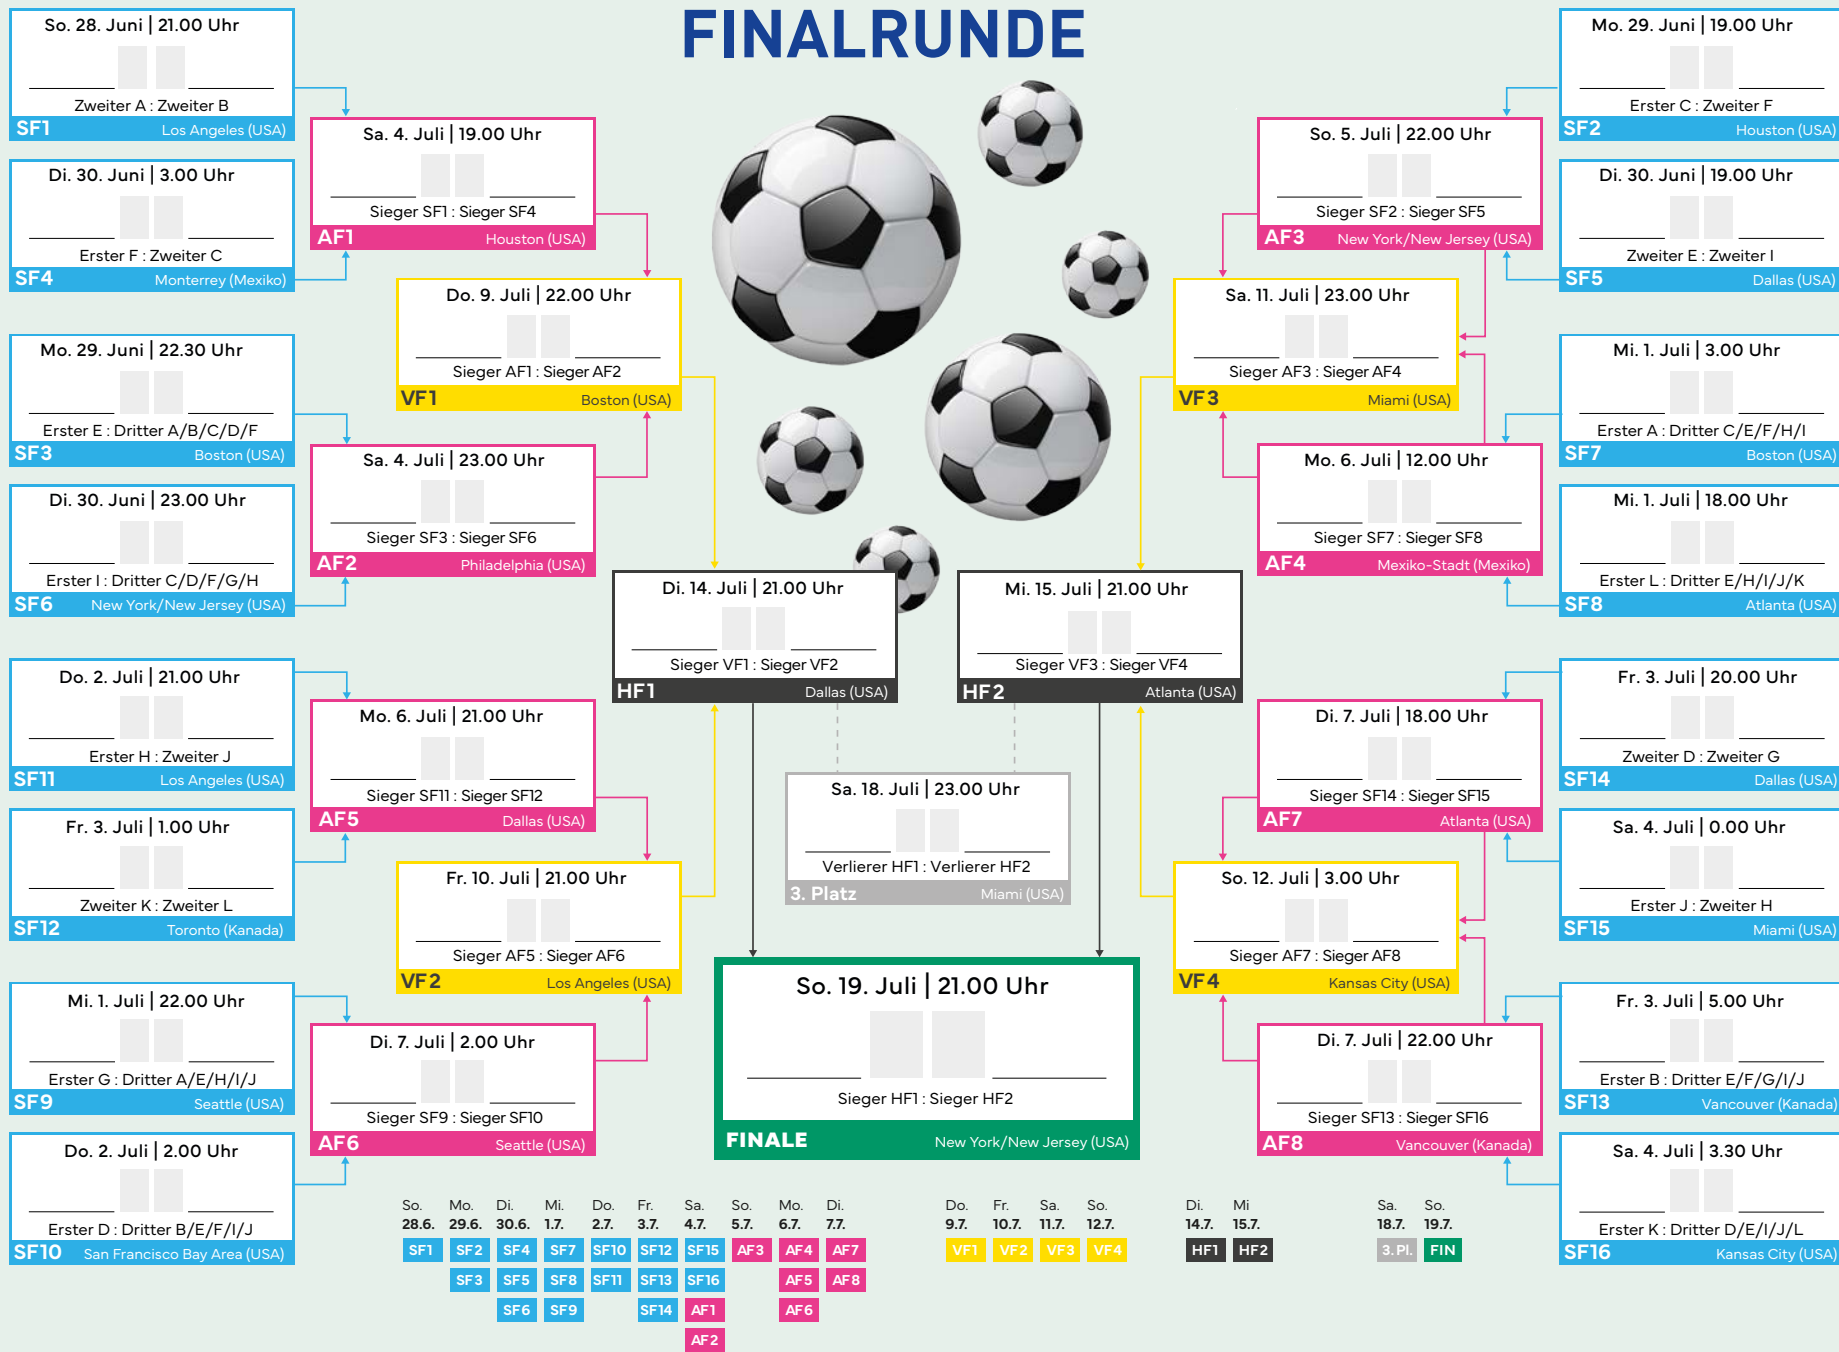 FINALRUNDE
So. 28. Juni | 21.00 Uhr
Zweiter A : Zweiter B
SF1 Los Angeles (USA)
Di. 30. Juni | 3.00 Uhr
Erster F : Zweiter C
SF4 Monterrey (Mexiko)
Mo. 29. Juni | 22.30 Uhr
Erster E : Dritter A/B/C/D/F
SF3 Boston (USA)
Di. 30. Juni | 23.00 Uhr
Erster I : Dritter C/D/F/G/H
SF6 New York/New Jersey (USA)
Do. 2. Juli | 21.00 Uhr
Erster H : Zweiter J
SF11 Los Angeles (USA)
Fr. 3. Juli | 1.00 Uhr
Zweiter K : Zweiter L
SF12 Toronto (Kanada)
Mi. 1. Juli | 22.00 Uhr
Erster G : Dritter A/E/H/I/J
SF9 Seattle (USA)
Do. 2. Juli | 2.00 Uhr
Erster D : Dritter B/E/F/I/J
SF10 San Francisco Bay Area (USA)
Sa. 4. Juli | 19.00 Uhr
Sieger SF1 : Sieger SF4
AF1 Houston (USA)
Sa. 4. Juli | 23.00 Uhr
Sieger SF3 : Sieger SF6
AF2 Philadelphia (USA)
Mo. 6. Juli | 21.00 Uhr
Sieger SF11 : Sieger SF12
AF5 Dallas (USA)
Di. 7. Juli | 2.00 Uhr
Sieger SF9 : Sieger SF10
AF6 Seattle (USA)
Do. 9. Juli | 22.00 Uhr
Sieger AF1 : Sieger AF2
VF1 Boston (USA)
Fr. 10. Juli | 21.00 Uhr
Sieger AF5 : Sieger AF6
VF2 Los Angeles (USA)
Di. 14. Juli | 21.00 Uhr
Sieger VF1 : Sieger VF2
HF1 Dallas (USA)
Mi. 15. Juli | 21.00 Uhr
Sieger VF3 : Sieger VF4
HF2 Atlanta (USA)
Sa. 18. Juli | 23.00 Uhr
Verlierer HF1 : Verlierer HF2
3. Platz Miami (USA)
So. 19. Juli | 21.00 Uhr
Sieger HF1 : Sieger HF2
FINALE New York/New Jersey (USA)
Sa. 11. Juli | 23.00 Uhr
Sieger AF3 : Sieger AF4
VF3 Miami (USA)
So. 12. Juli | 3.00 Uhr
Sieger AF7 : Sieger AF8
VF4 Kansas City (USA)
So. 5. Juli | 22.00 Uhr
Sieger SF2 : Sieger SF5
AF3 New York/New Jersey (USA)
Mo. 6. Juli | 12.00 Uhr
Sieger SF7 : Sieger SF8
AF4 Mexiko-Stadt (Mexiko)
Di. 7. Juli | 18.00 Uhr
Sieger SF14 : Sieger SF15
AF7 Atlanta (USA)
Di. 7. Juli | 22.00 Uhr
Sieger SF13 : Sieger SF16
AF8 Vancouver (Kanada)
Mo. 29. Juni | 19.00 Uhr
Erster C : Zweiter F
SF2 Houston (USA)
Di. 30. Juni | 19.00 Uhr
Zweiter E : Zweiter I
SF5 Dallas (USA)
Mi. 1. Juli | 3.00 Uhr
Erster A : Dritter C/E/F/H/I
SF7 Boston (USA)
Mi. 1. Juli | 18.00 Uhr
Erster L : Dritter E/H/I/J/K
SF8 Atlanta (USA)
Fr. 3. Juli | 20.00 Uhr
Zweiter D : Zweiter G
SF14 Dallas (USA)
Sa. 4. Juli | 0.00 Uhr
Erster J : Zweiter H
SF15 Miami (USA)
Fr. 3. Juli | 5.00 Uhr
Erster B : Dritter E/F/G/I/J
SF13 Vancouver (Kanada)
Sa. 4. Juli | 3.30 Uhr
Erster K : Dritter D/E/I/J/L
SF16 Kansas City (USA)
So. Mo. Di. Mi. Do. Fr. Sa. So. Mo. Di. Do. Fr. Sa. So. Di. Mi Sa. So.
28.6. 29.6. 30.6. 1.7. 2.7. 3.7. 4.7. 5.7. 6.7. 7.7. 9.7. 10.7. 11.7. 12.7. 14.7. 15.7. 18.7. 19.7.
SF1 SF2 SF4 SF7 SF10 SF12 SF15 AF3 AF4 AF7 VF1 VF2 VF3 VF4 HF1 HF2 3. Pl. FIN
SF3 SF5 SF8 SF11 SF13 SF16 AF5 AF8
SF6 SF9 SF14 AF1 AF6
AF2